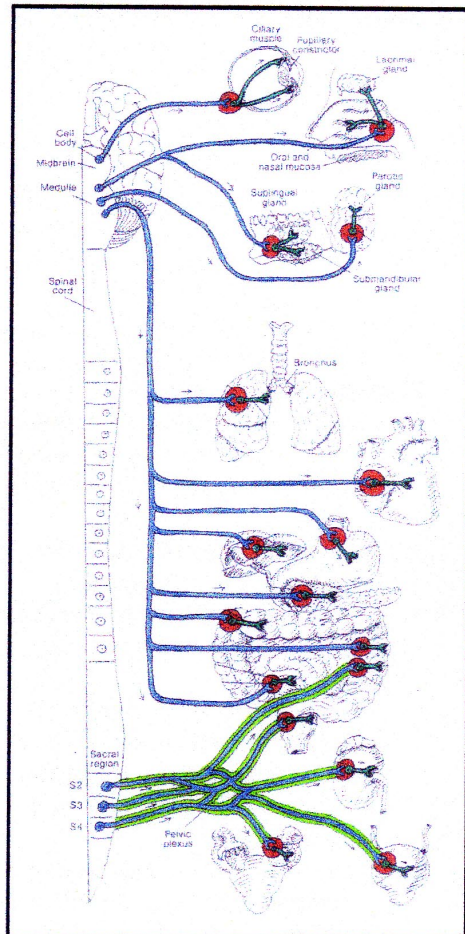 Ciliary
muscle
Pupillary
constrictor
Lacrimal
gland
Cell
body
Midbrain
Medulla
Oral and
nasal mucosa
Parotid
gland
Sublingual
gland
Submandibular
gland
Spinal
cord
Bronchus
Sacral
region
S2
S3
S4
Pelvic
plexus